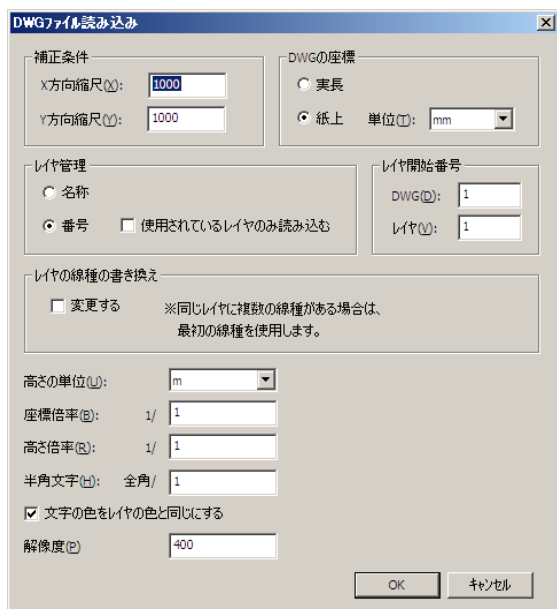 DWGファイル読み込み
補正条件
X方向縮尺(X): 1000
Y方向縮尺(Y): 1000
DWGの座標
実長
紙上 単位(T): mm
レイヤ管理
名称
番号 使用されているレイヤのみ読み込む
レイヤ開始番号
DWG(D): 1
レイヤ(V): 1
レイヤの線種の書き換え
変更する ※同じレイヤに複数の線種がある場合は、
最初の線種を使用します。
高さの単位(U): m
座標倍率(B): 1/ 1
高さ倍率(R): 1/ 1
半角文字(H): 全角/ 1
文字の色をレイヤの色と同じにする
解像度(P) 400
OK キャンセル